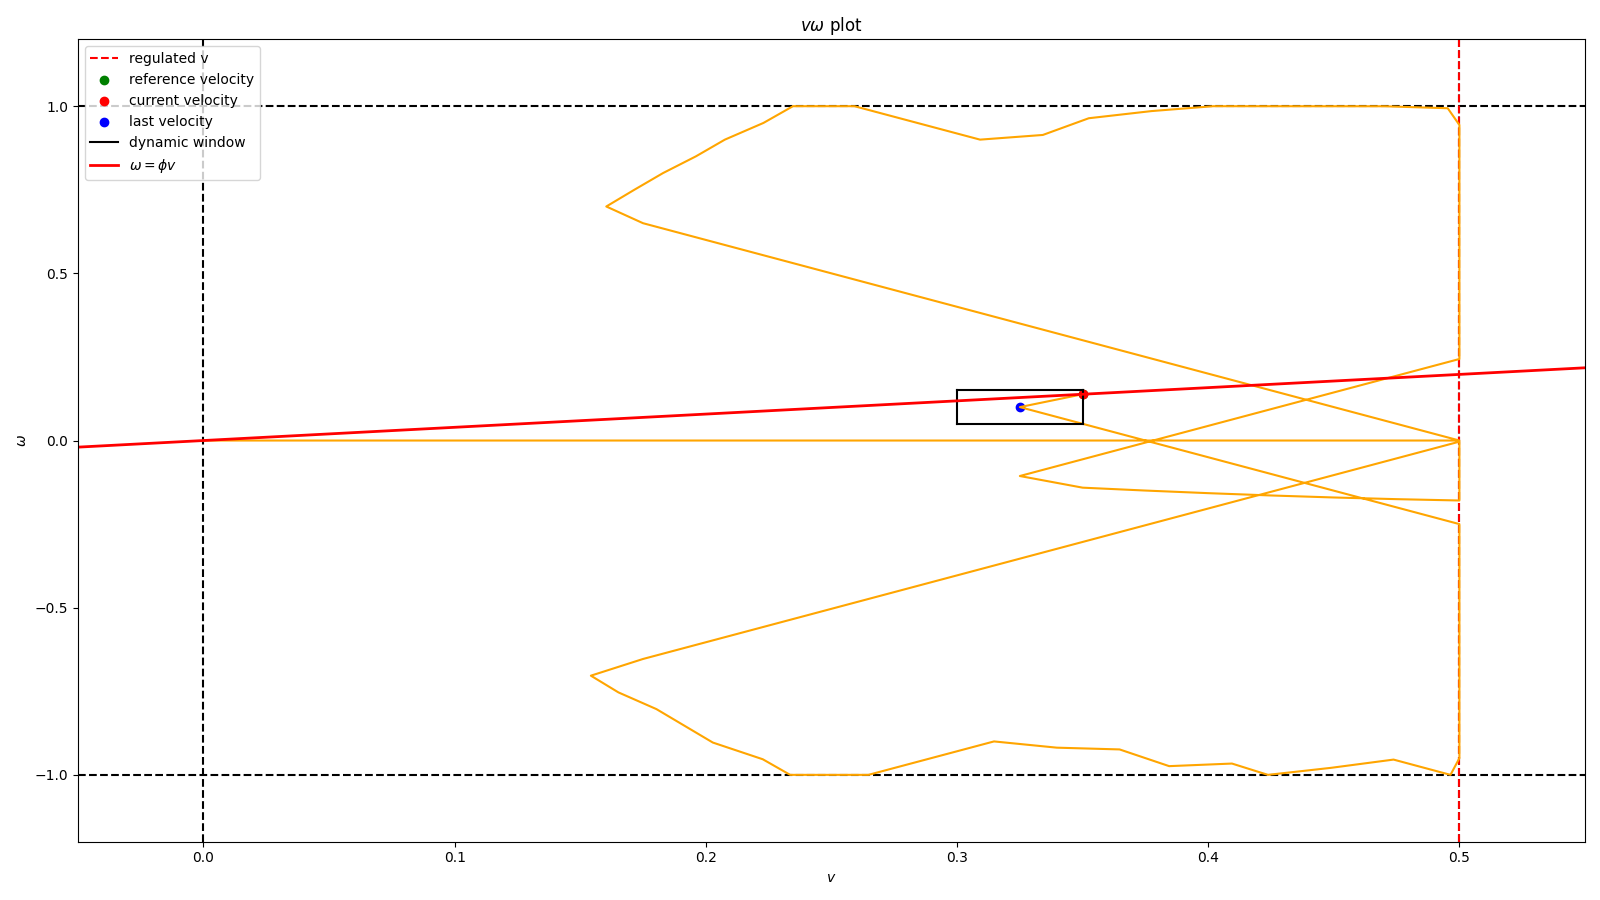 vω plot
regulated v
reference velocity
current velocity
last velocity
dynamic window
ω = ϕv
1.0
0.5
0.0
−0.5
−1.0
ω
0.0 0.1 0.2 0.3 0.4 0.5
v